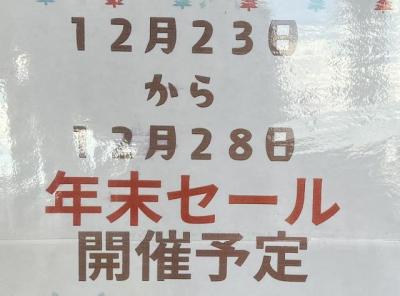 12月23日
から
12月28日
年末セール
開催予定